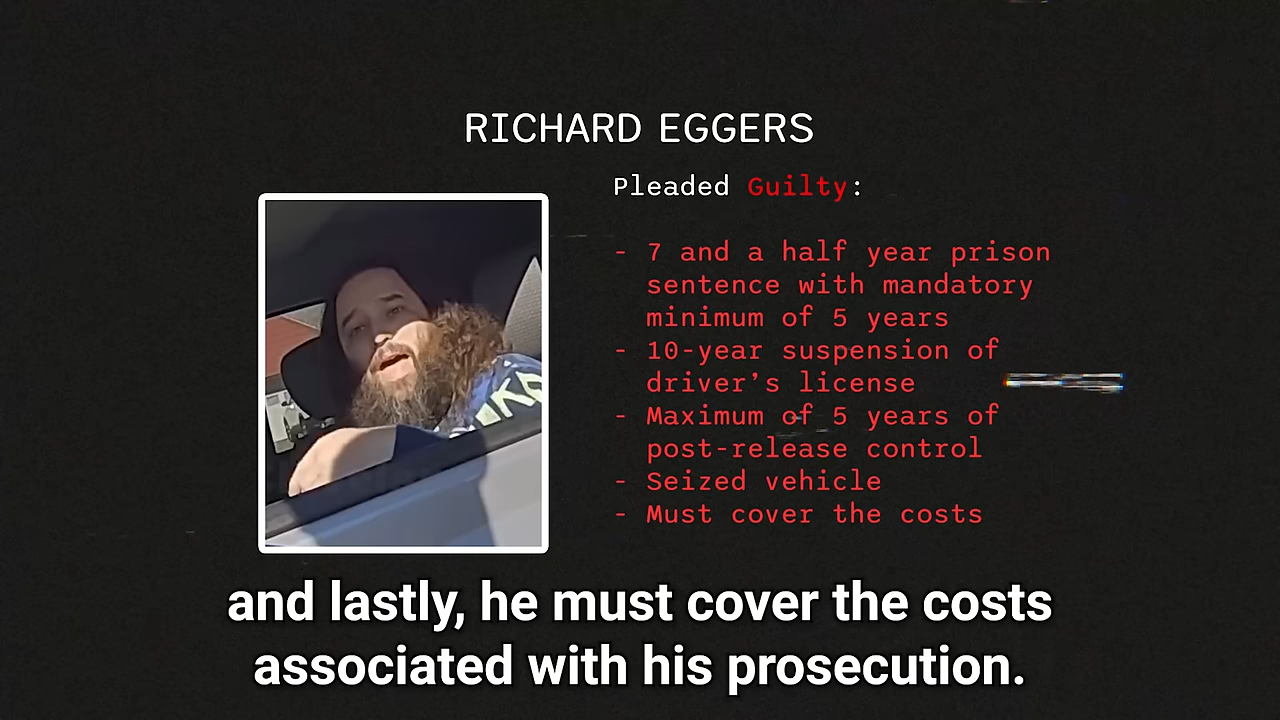 RICHARD EGGERS
Pleaded Guilty:
- 7 and a half year prison
sentence with mandatory
minimum of 5 years
- 10-year suspension of
driver’s license
- Maximum of 5 years of
post-release control
- Seized vehicle
- Must cover the costs
and lastly, he must cover the costs
associated with his prosecution.